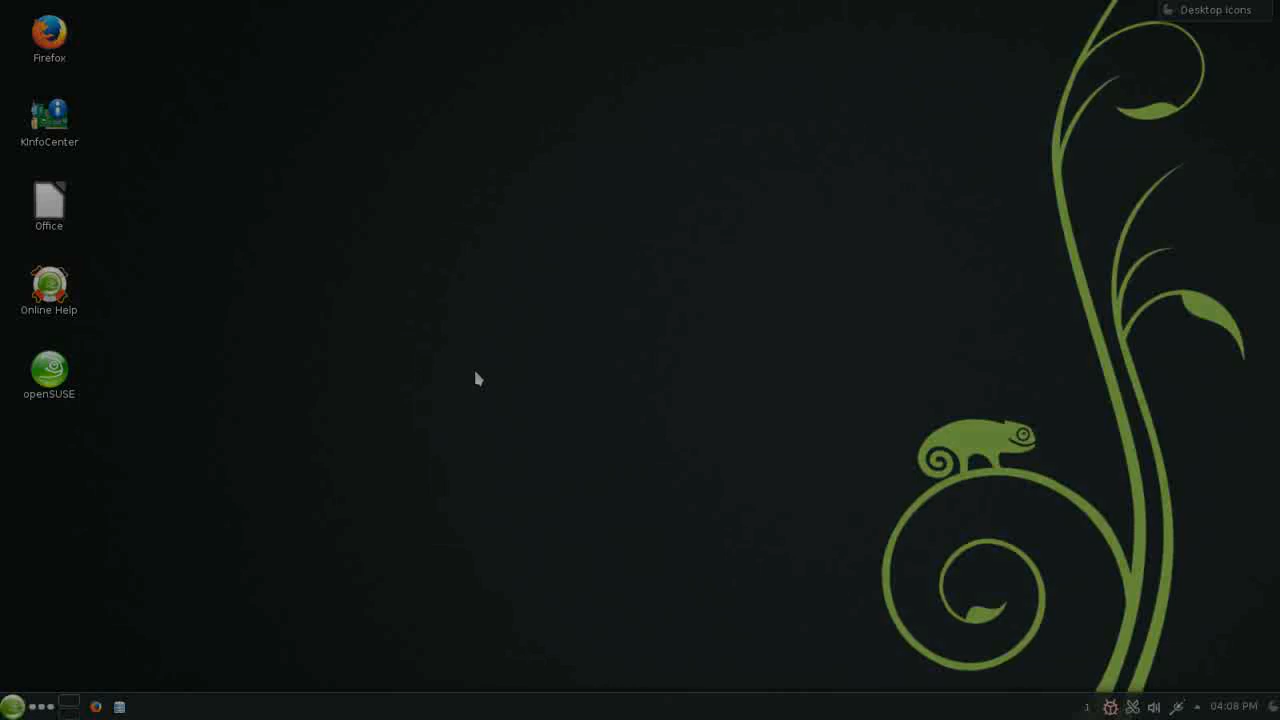 Desktop Icons
Firefox
KInfoCenter
Office
Online Help
openSUSE
1
04:08 PM